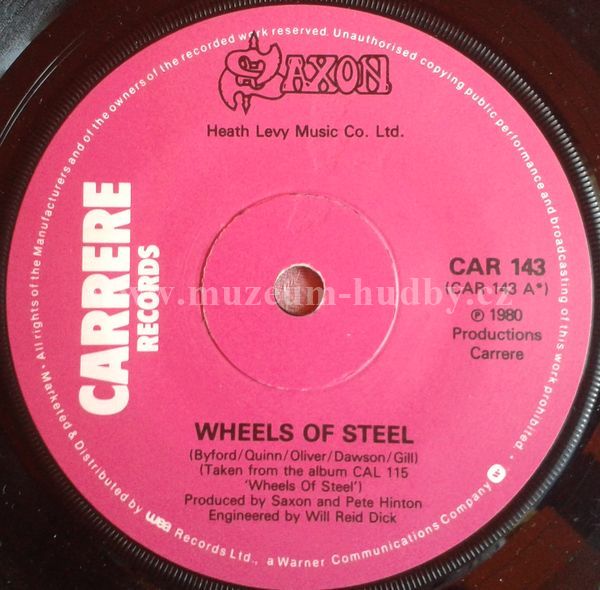 · All rights of the Manufacturers and of the owners of the recorded work reserved. Unauthorised copying public performance and broadcasting of this work prohibited. ·
SAXON
Heath Levy Music Co. Ltd.
CARRERE
RECORDS
CAR 143
(CAR 143 A*)
℗ 1980
Productions
Carrere
www.muzeum-hudby.cz
WHEELS OF STEEL
(Byford/Quinn/Oliver/Dawson/Gill)
(Taken from the album CAL 115
'Wheels Of Steel')
Produced by Saxon and Pete Hinton
Engineered by Will Reid Dick
Marketed & Distributed by wea Records Ltd., a Warner Communications Company